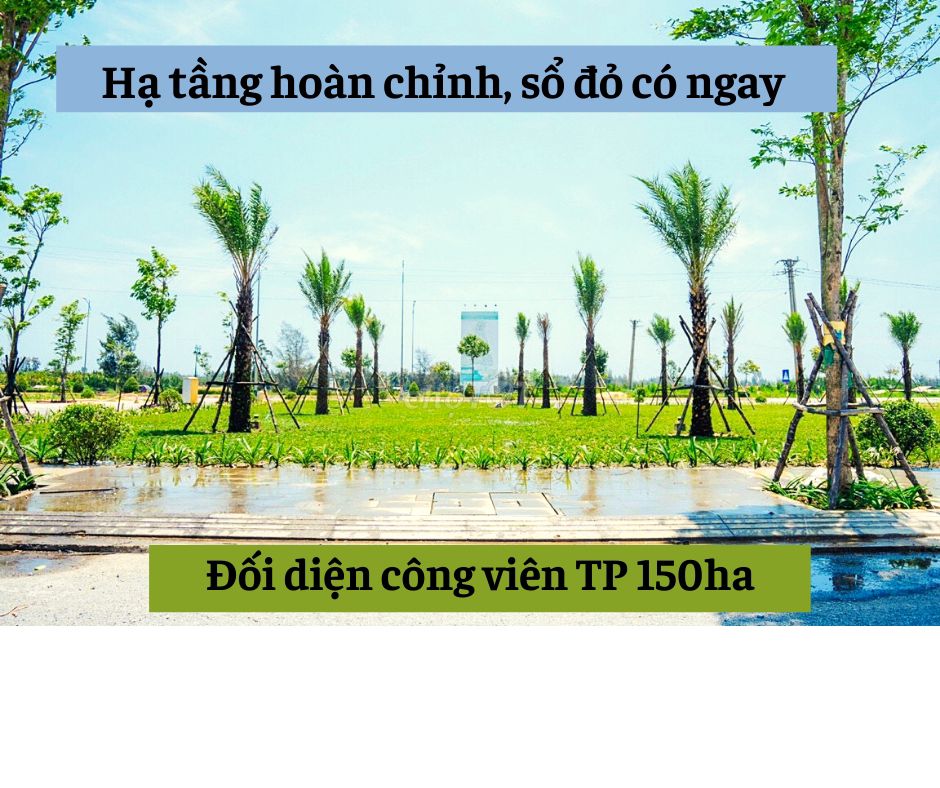 Hạ tầng hoàn chỉnh, sổ đỏ có ngay
Đối diện công viên TP 150ha